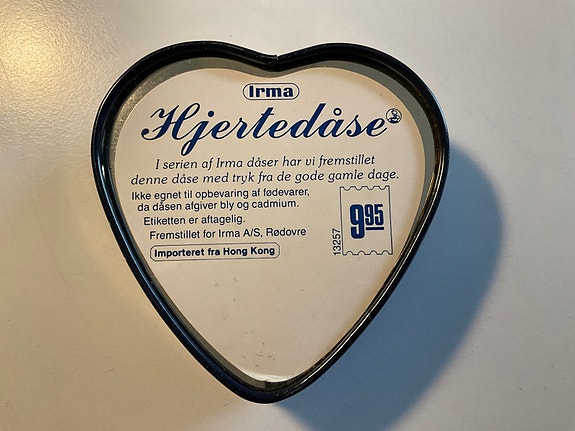 Irma
Hjertedåse
I serien af Irma dåser har vi fremstillet
denne dåse med tryk fra de gode gamle dage.
Ikke egnet til opbevaring af fødevarer,
da dåsen afgiver bly og cadmium.
Etiketten er aftagelig.
Fremstillet for Irma A/S, Rødovre
Importeret fra Hong Kong
13257
995